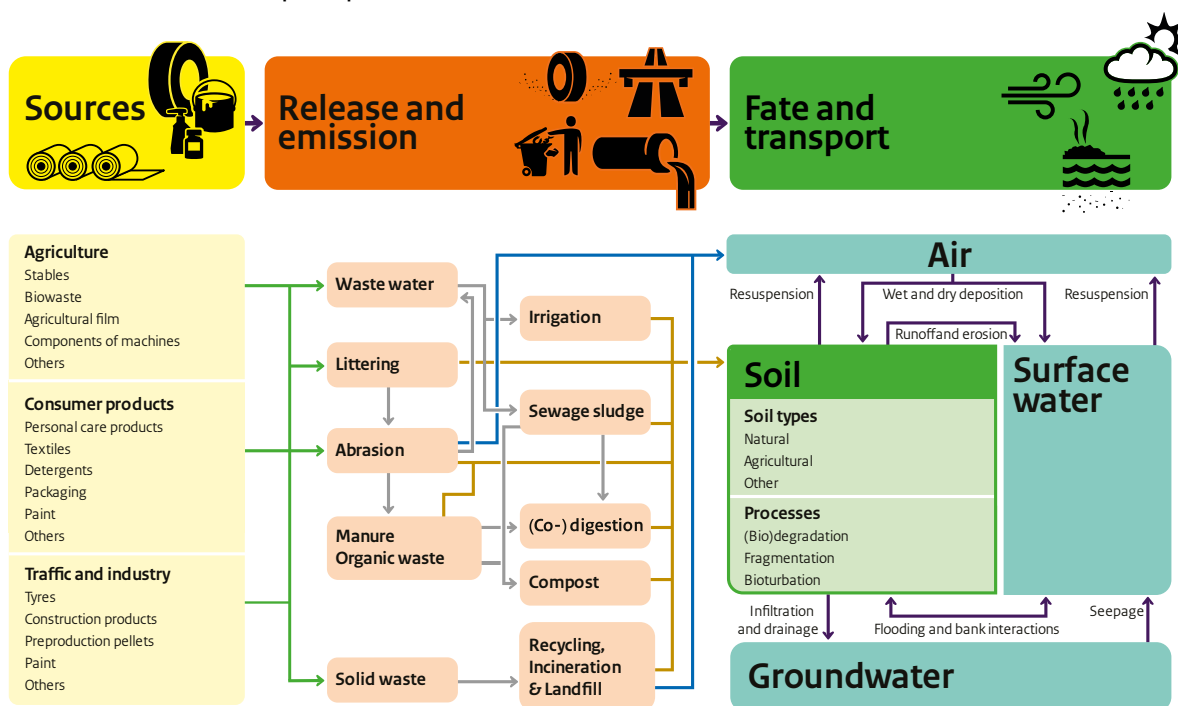 Sources
Release and
emission
Fate and
transport
Agriculture
Stables
Biowaste
Agricultural film
Components of machines
Others
Consumer products
Personal care products
Textiles
Detergents
Packaging
Paint
Others
Traffic and industry
Tyres
Construction products
Preproduction pellets
Paint
Others
Waste water
Littering
Abrasion
Manure
Organic waste
Solid waste
Irrigation
Sewage sludge
(Co-) digestion
Compost
Recycling,
Incineration
& Landfill
Air
Resuspension
Wet and dry deposition
Resuspension
Runoffand erosion
Soil
Soil types
Natural
Agricultural
Other
Processes
(Bio)degradation
Fragmentation
Bioturbation
Surface
water
Infiltration
and drainage
Flooding and bank interactions
Seepage
Groundwater